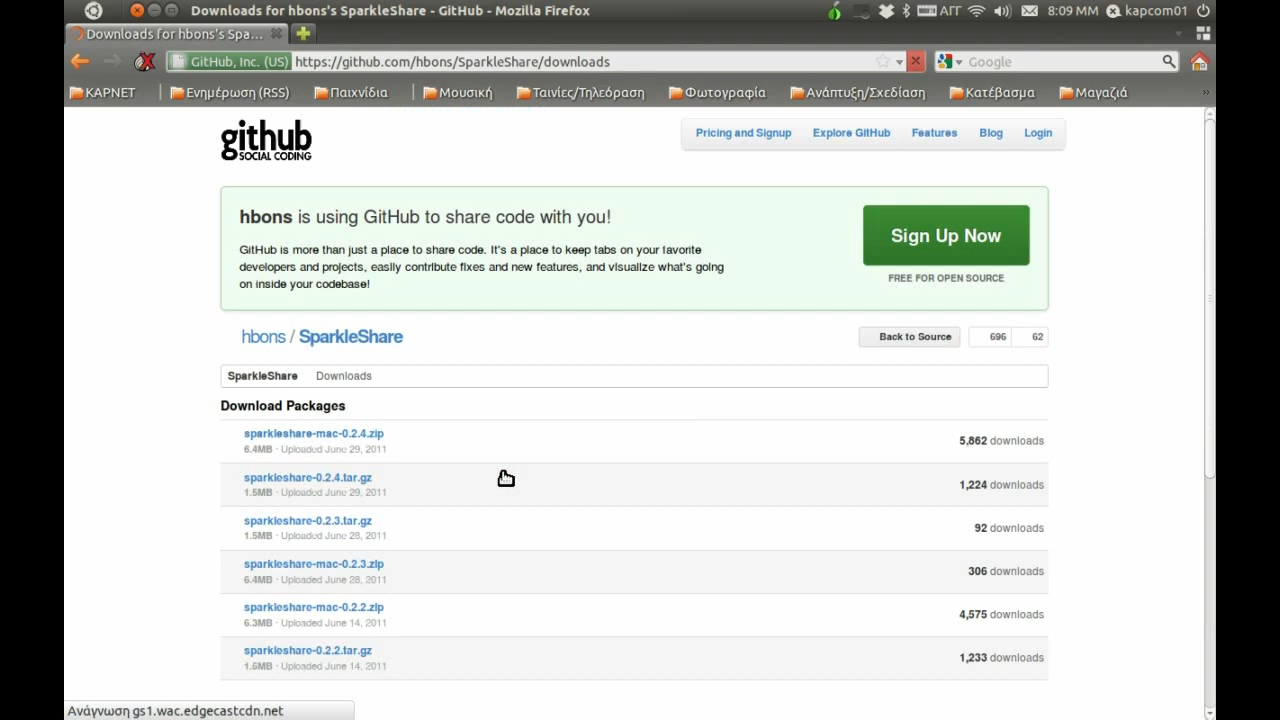 Downloads for hbons's SparkleShare - GitHub - Mozilla Firefox
ΑΓΓ 8:09 MM kapcom01
Downloads for hbons's Spa...
GitHub, Inc. (US) https://github.com/hbons/SparkleShare/downloads Google
KAPNET Ενημέρωση (RSS) Παιχνίδια Μουσική Ταινίες/Τηλεόραση Φωτογραφία Ανάπτυξη/Σχεδίαση Κατέβασμα Μαγαζιά »
github
SOCIAL CODING
Pricing and Signup Explore GitHub Features Blog Login
hbons is using GitHub to share code with you!
GitHub is more than just a place to share code. It's a place to keep tabs on your favorite
developers and projects, easily contribute fixes and new features, and visualize what's going
on inside your codebase!
Sign Up Now
FREE FOR OPEN SOURCE
hbons / SparkleShare
Back to Source 696 62
SparkleShare Downloads
Download Packages
sparkleshare-mac-0.2.4.zip
6.4MB · Uploaded June 29, 2011
5,862 downloads
sparkleshare-0.2.4.tar.gz
1.5MB · Uploaded June 29, 2011
1,224 downloads
sparkleshare-0.2.3.tar.gz
1.5MB · Uploaded June 28, 2011
92 downloads
sparkleshare-mac-0.2.3.zip
6.4MB · Uploaded June 28, 2011
306 downloads
sparkleshare-mac-0.2.2.zip
6.3MB · Uploaded June 14, 2011
4,575 downloads
sparkleshare-0.2.2.tar.gz
1.5MB · Uploaded June 14, 2011
1,233 downloads
Ανάγνωση gs1.wac.edgecastcdn.net